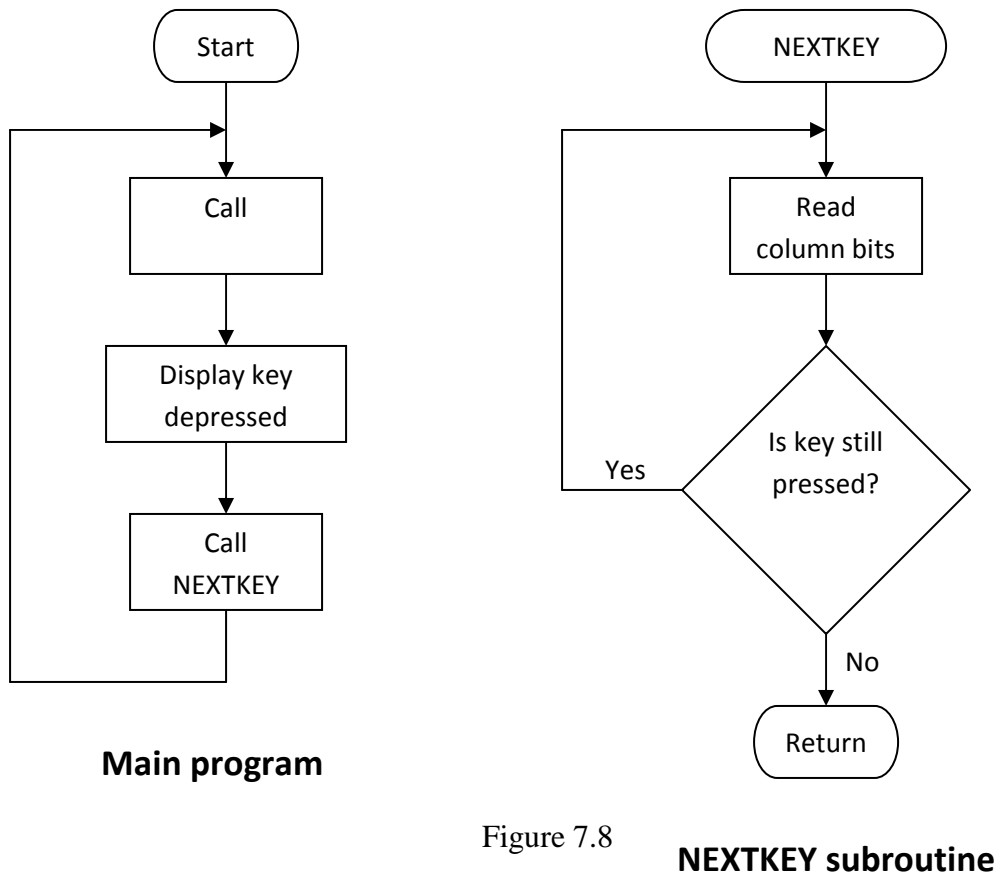 Start
Call
Display key
depressed
Call
NEXTKEY
Main program
NEXTKEY
Read
column bits
Is key still
pressed?
Yes
No
Return
Figure 7.8
NEXTKEY subroutine